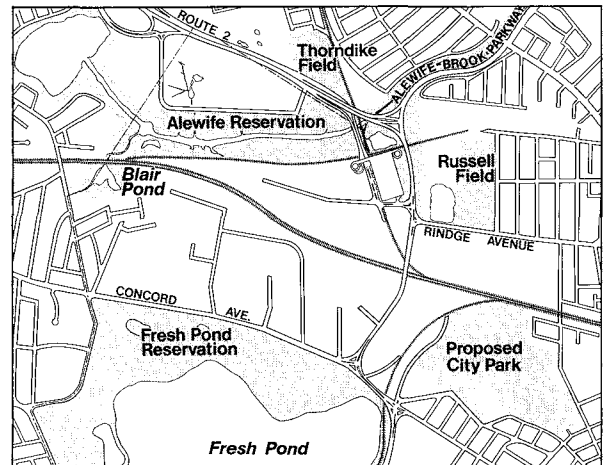 ROUTE 2
Thorndike
Field
ALEWIFE-BROOK-PARKWAY
Alewife Reservation
Blair
Pond
Russell
Field
RINDGE AVENUE
CONCORD AVE.
Fresh Pond
Reservation
Proposed
City Park
Fresh Pond